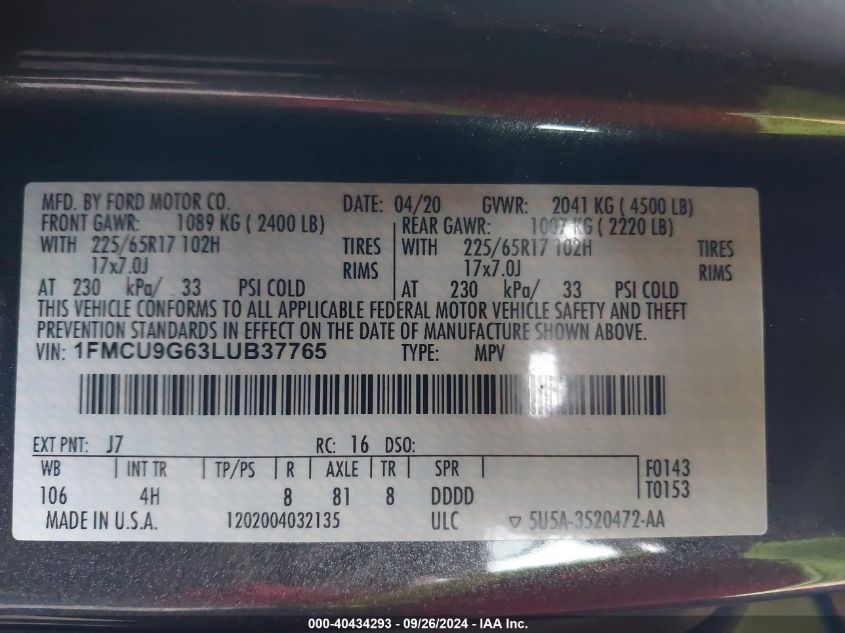 MFD. BY FORD MOTOR CO. DATE: 04/20 GVWR: 2041 KG ( 4500 LB)
FRONT GAWR: 1089 KG ( 2400 LB) REAR GAWR: 1007 KG ( 2220 LB)
WITH 225/65R17 102H TIRES WITH 225/65R17 102H TIRES
17x7.0J RIMS 17x7.0J RIMS
AT 230 kPa/ 33 PSI COLD AT 230 kPa/ 33 PSI COLD
THIS VEHICLE CONFORMS TO ALL APPLICABLE FEDERAL MOTOR VEHICLE SAFETY AND THEFT
PREVENTION STANDARDS IN EFFECT ON THE DATE OF MANUFACTURE SHOWN ABOVE.
VIN: 1FMCU9G63LUB37765 TYPE: MPV
EXT PNT: J7 RC: 16 DSO:
WB INT TR TP/PS R AXLE TR SPR F0143
106 4H 8 81 8 DDDD T0153
MADE IN U.S.A. 1202004032135 ULC ▽ 5U5A-3520472-AA
000-40434293 - 09/26/2024 - IAA Inc.